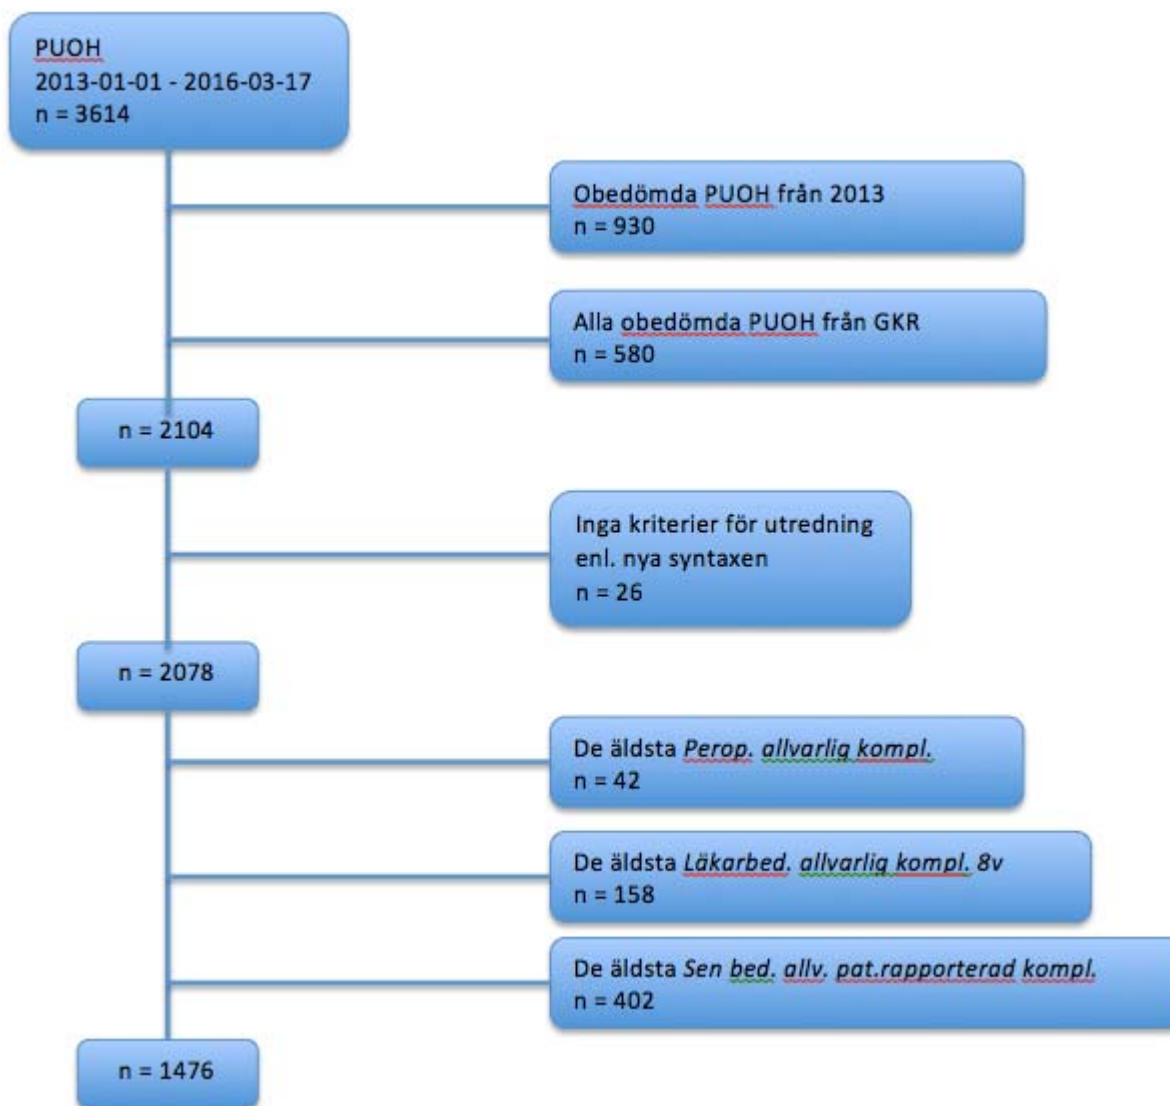 PUOH
2013-01-01 - 2016-03-17
n = 3614
Obedömda PUOH från 2013
n = 930
Alla obedömda PUOH från GKR
n = 580
n = 2104
Inga kriterier för utredning
enl. nya syntaxen
n = 26
n = 2078
De äldsta Perop. allvarlig kompl.
n = 42
De äldsta Läkarbed. allvarlig kompl. 8v
n = 158
De äldsta Sen bed. allv. pat.rapporterad kompl.
n = 402
n = 1476